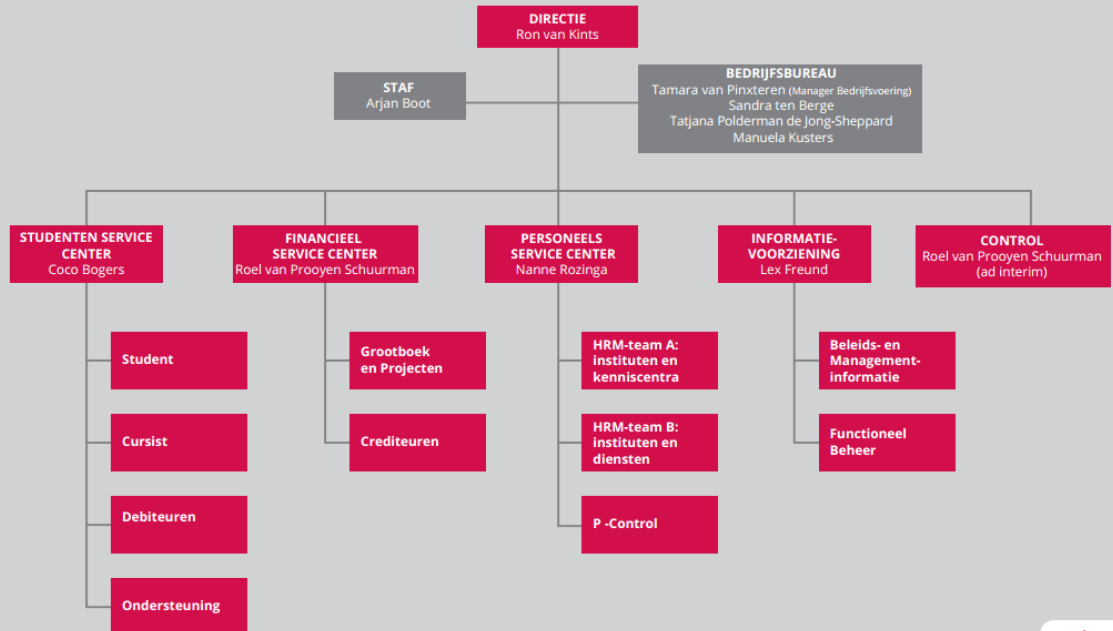 DIRECTIE
Ron van Kints
STAF
Arjan Boot
BEDRIJFSBUREAU
Tamara van Pinxteren (Manager Bedrijfsvoering)
Sandra ten Berge
Tatjana Polderman de Jong-Sheppard
Manuela Kusters
STUDENTEN SERVICE
CENTER
Coco Bogers
FINANCIEEL
SERVICE CENTER
Roel van Prooyen Schuurman
PERSONEELS
SERVICE CENTER
Nanne Rozinga
INFORMATIE-
VOORZIENING
Lex Freund
CONTROL
Roel van Prooyen Schuurman
(ad interim)
Student
Cursist
Debiteuren
Ondersteuning
Grootboek
en Projecten
Crediteuren
HRM-team A:
instituten en
kenniscentra
HRM-team B:
instituten en
diensten
P -Control
Beleids- en
Management-
informatie
Functioneel
Beheer